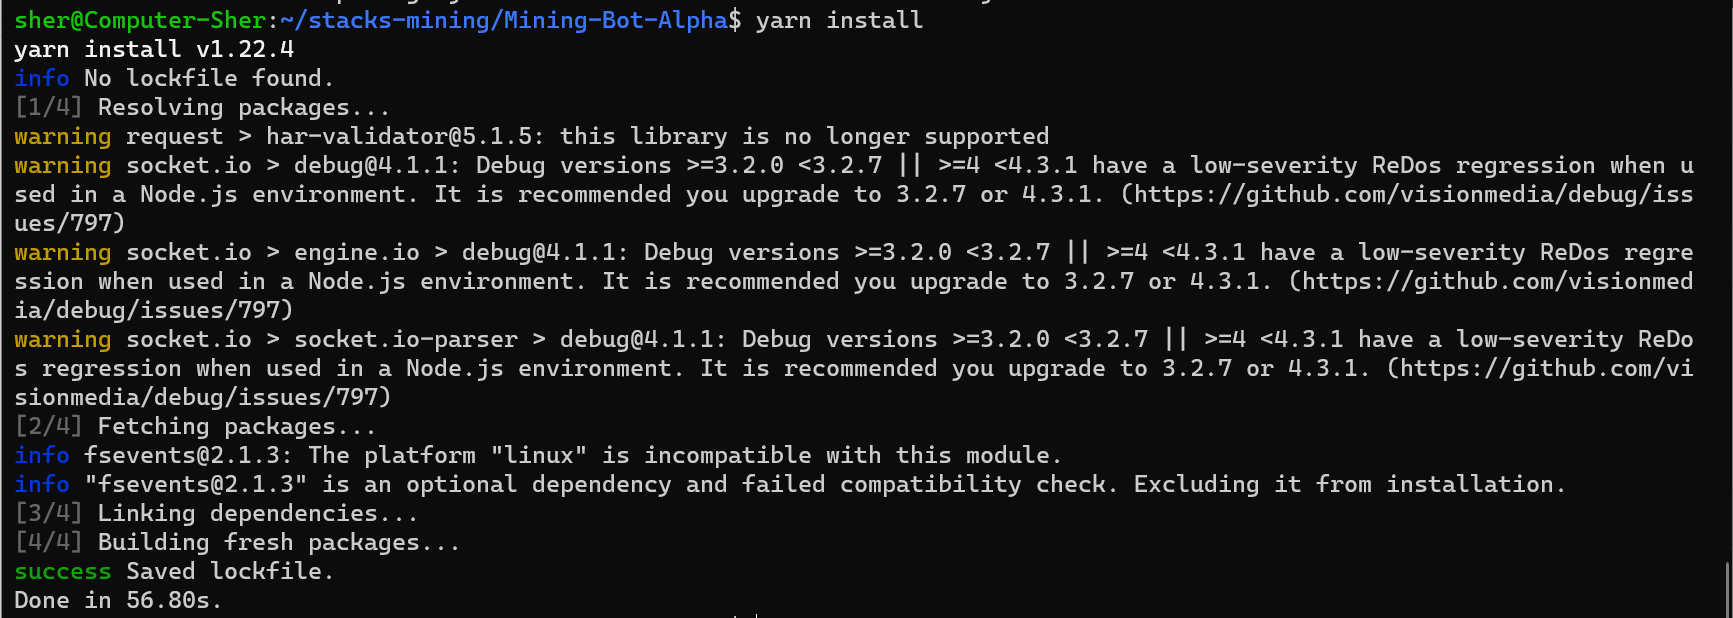 sher@Computer-Sher:~/stacks-mining/Mining-Bot-Alpha$ yarn install
yarn install v1.22.4
info No lockfile found.
[1/4] Resolving packages...
warning request > har-validator@5.1.5: this library is no longer supported
warning socket.io > debug@4.1.1: Debug versions >=3.2.0 <3.2.7 || >=4 <4.3.1 have a low-severity ReDos regression when u
sed in a Node.js environment. It is recommended you upgrade to 3.2.7 or 4.3.1. (https://github.com/visionmedia/debug/iss
ues/797)
warning socket.io > engine.io > debug@4.1.1: Debug versions >=3.2.0 <3.2.7 || >=4 <4.3.1 have a low-severity ReDos regre
ssion when used in a Node.js environment. It is recommended you upgrade to 3.2.7 or 4.3.1. (https://github.com/visionmed
ia/debug/issues/797)
warning socket.io > socket.io-parser > debug@4.1.1: Debug versions >=3.2.0 <3.2.7 || >=4 <4.3.1 have a low-severity ReDo
s regression when used in a Node.js environment. It is recommended you upgrade to 3.2.7 or 4.3.1. (https://github.com/vi
sionmedia/debug/issues/797)
[2/4] Fetching packages...
info fsevents@2.1.3: The platform "linux" is incompatible with this module.
info "fsevents@2.1.3" is an optional dependency and failed compatibility check. Excluding it from installation.
[3/4] Linking dependencies...
[4/4] Building fresh packages...
success Saved lockfile.
Done in 56.80s.